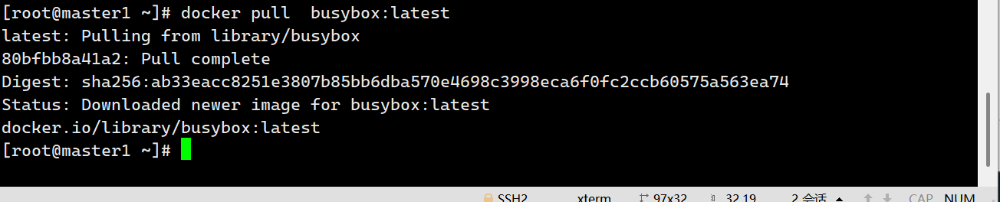 [root@master1 ~]# docker pull  busybox:latest
latest: Pulling from library/busybox
80bfbb8a41a2: Pull complete
Digest: sha256:ab33eacc8251e3807b85bb6dba570e4698c3998eca6f0fc2ccb60575a563ea74
Status: Downloaded newer image for busybox:latest
docker.io/library/busybox:latest
[root@master1 ~]#
SSH2 xterm 97x32 32,19 2 会话 CAP NUM